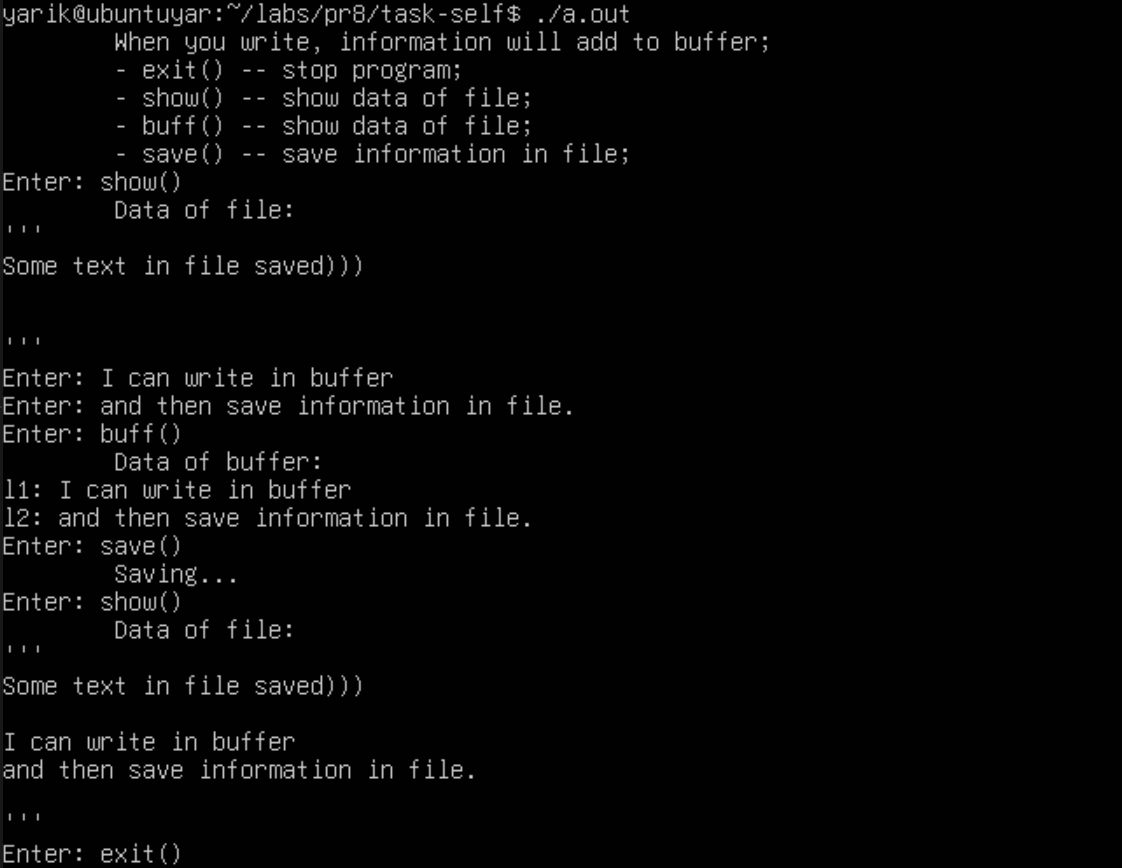 yarik@ubuntuyar:~/labs/pr8/task-self$ ./a.out
When you write, information will add to buffer;
- exit() -- stop program;
- show() -- show data of file;
- buff() -- show data of file;
- save() -- save information in file;
Enter: show()
Data of file:
'''
Some text in file saved)))
'''
Enter: I can write in buffer
Enter: and then save information in file.
Enter: buff()
Data of buffer:
l1: I can write in buffer
l2: and then save information in file.
Enter: save()
Saving...
Enter: show()
Data of file:
'''
Some text in file saved)))
I can write in buffer
and then save information in file.
'''
Enter: exit()